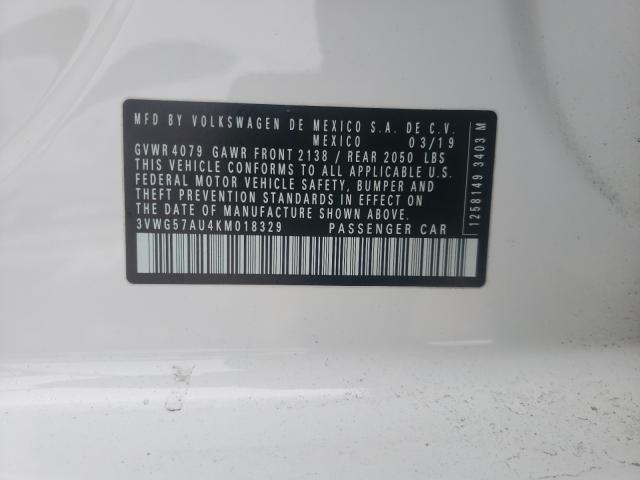 MFD BY VOLKSWAGEN DE MEXICO S.A. DE C.V.
MEXICO 03/19
GVWR 4079 GAWR FRONT 2138 / REAR 2050 LBS
THIS VEHICLE CONFORMS TO ALL APPLICABLE U.S.
FEDERAL MOTOR VEHICLE SAFETY, BUMPER AND
THEFT PREVENTION STANDARDS IN EFFECT ON
THE DATE OF MANUFACTURE SHOWN ABOVE.
3VWG57AU4KM018329 PASSENGER CAR
1258149 3403 M